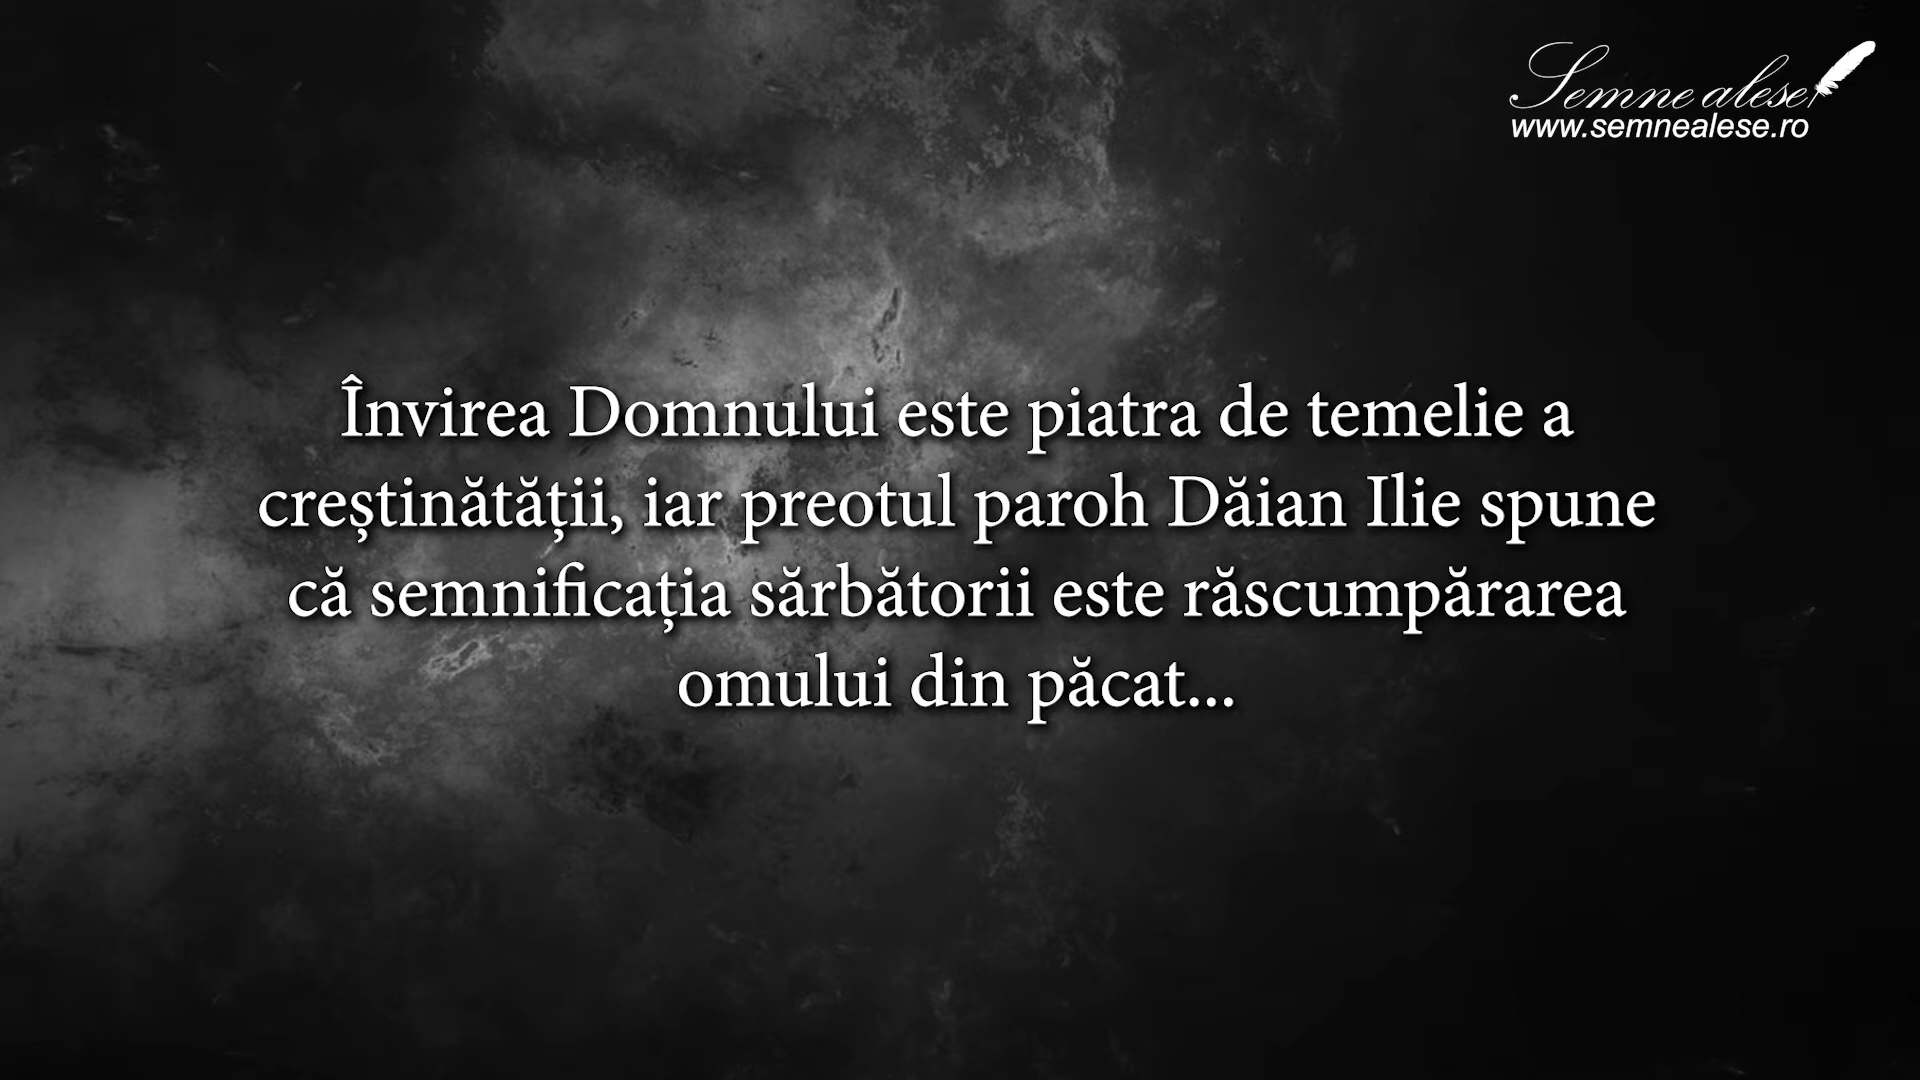 Semne alese
www.semnealese.ro
Învirea Domnului este piatra de temelie a
creștinătății, iar preotul paroh Dăian Ilie spune
că semnificația sărbătorii este răscumpărarea
omului din păcat...